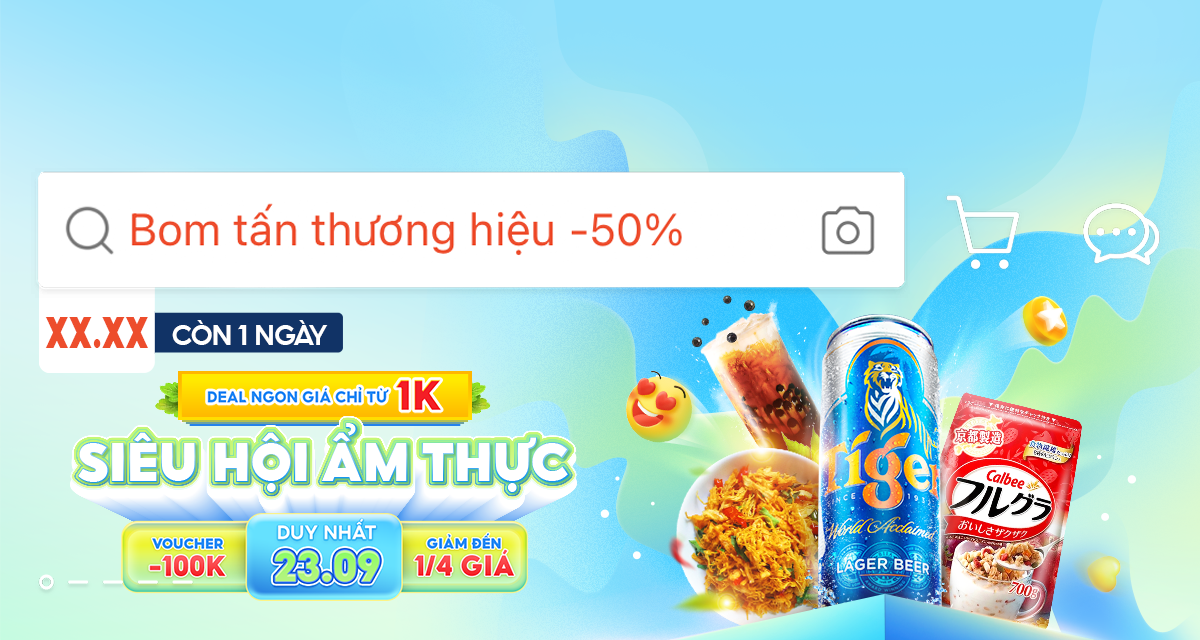 Bom tấn thương hiệu -50%
XX.XX
CÒN 1 NGÀY
DEAL NGON GIÁ CHỈ TỪ 1K
SIÊU HỘI ẨM THỰC
VOUCHER
-100K
DUY NHẤT
23.09
GIẢM ĐẾN
1/4 GIÁ
Tiger
SINCE 1932
World Acclaimed
LAGER BEER
京都製造
Calbee
フルグラ
おいしさザクザク
700g